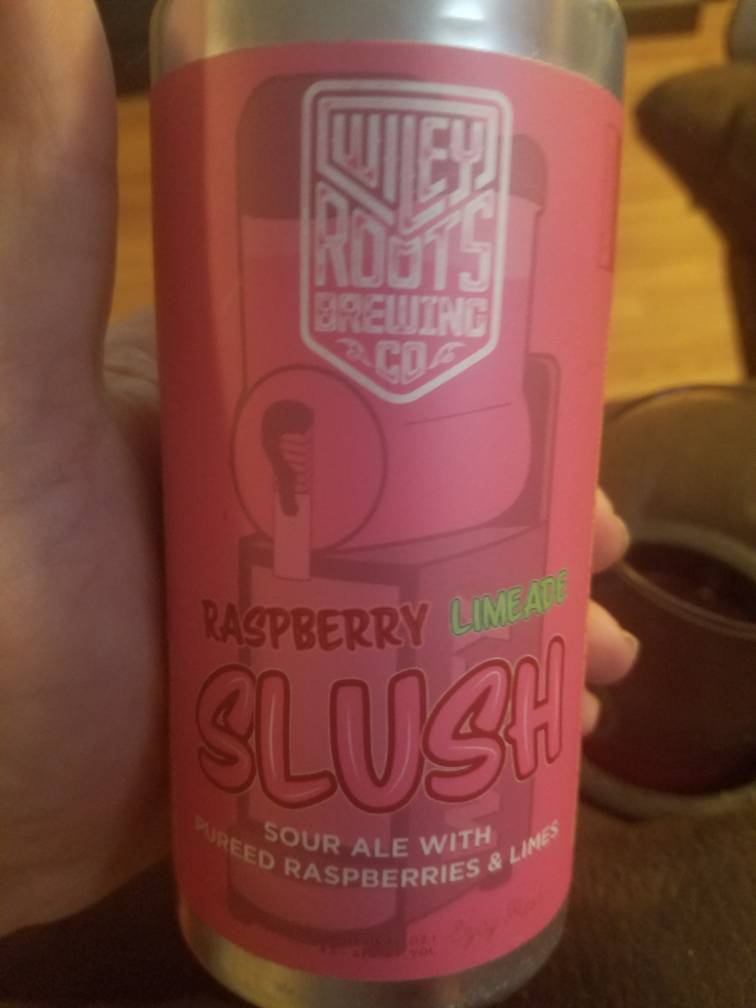 WILEY
ROOTS
BREWING
CO
RASPBERRY LIMEADE
SLUSH
SOUR ALE WITH
PUREED RASPBERRIES & LIMES